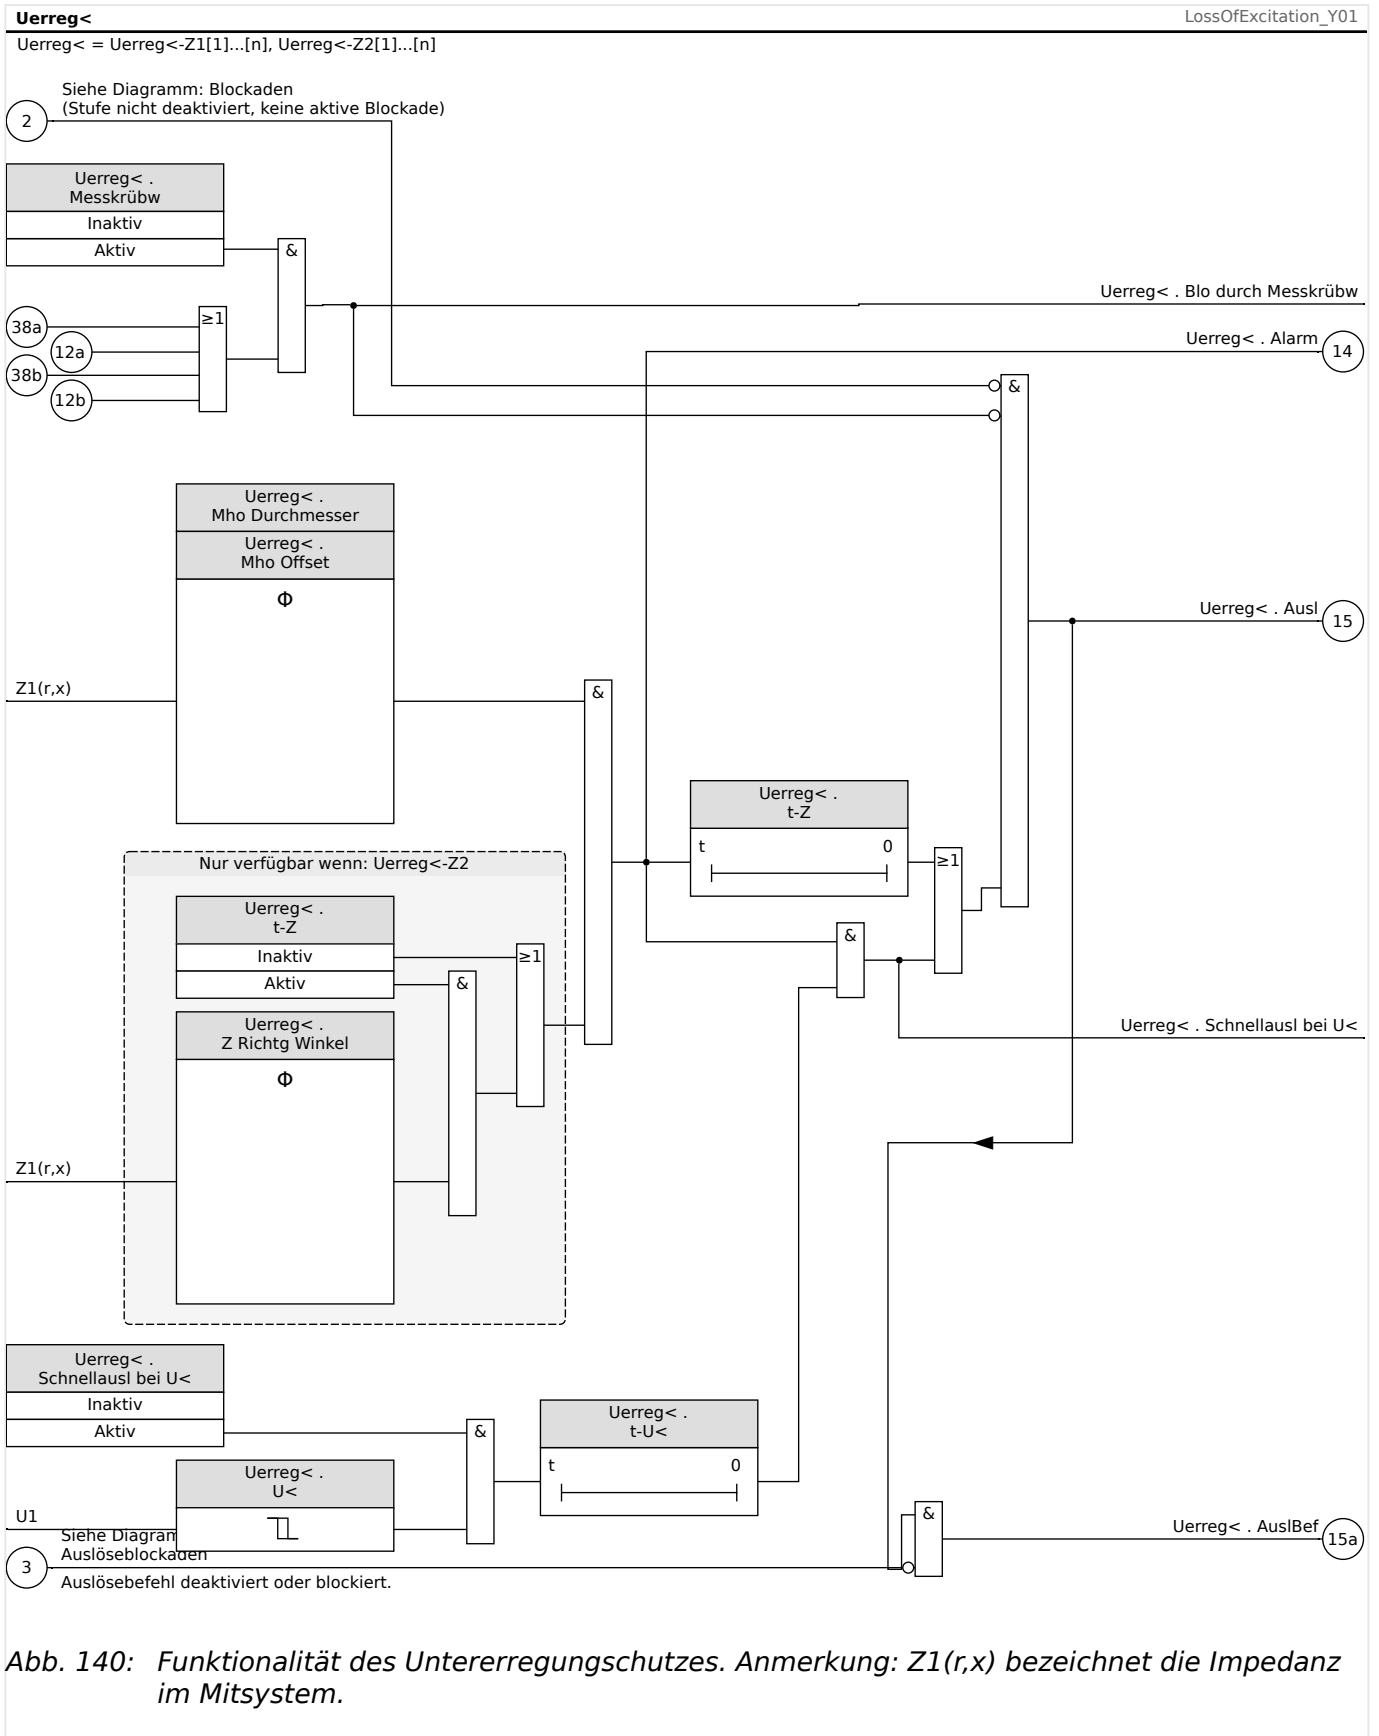 Uerreg<
LossOfExcitation_Y01
Uerreg< = Uerreg<-Z1[1]...[n], Uerreg<-Z2[1]...[n]
Siehe Diagramm: Blockaden
(Stufe nicht deaktiviert, keine aktive Blockade)
2
Uerreg< .
Messkrübw
Inaktiv
Aktiv
&
Uerreg< . Blo durch Messkrübw
38a
≥1
12a
38b
12b
Uerreg< . Alarm
14
&
Uerreg< .
Mho Durchmesser
Uerreg< .
Mho Offset
Φ
Uerreg< . Ausl
15
Z1(r,x)
&
Uerreg< .
t-Z
t 0
≥1
Nur verfügbar wenn: Uerreg<-Z2
Uerreg< .
t-Z
Inaktiv
Aktiv
≥1
&
&
Uerreg< .
Z Richtg Winkel
Φ
Uerreg< . Schnellausl bei U<
Z1(r,x)
Uerreg< .
Schnellausl bei U<
Inaktiv
Aktiv
&
Uerreg< .
t-U<
t 0
Uerreg< .
U<
U1
Siehe Diagram
Auslöseblockaden
3
Auslösebefehl deaktiviert oder blockiert.
&
Uerreg< . AuslBef
15a
Abb. 140: Funktionalität des Untererregungschutzes. Anmerkung: Z1(r,x) bezeichnet die Impedanz
im Mitsystem.